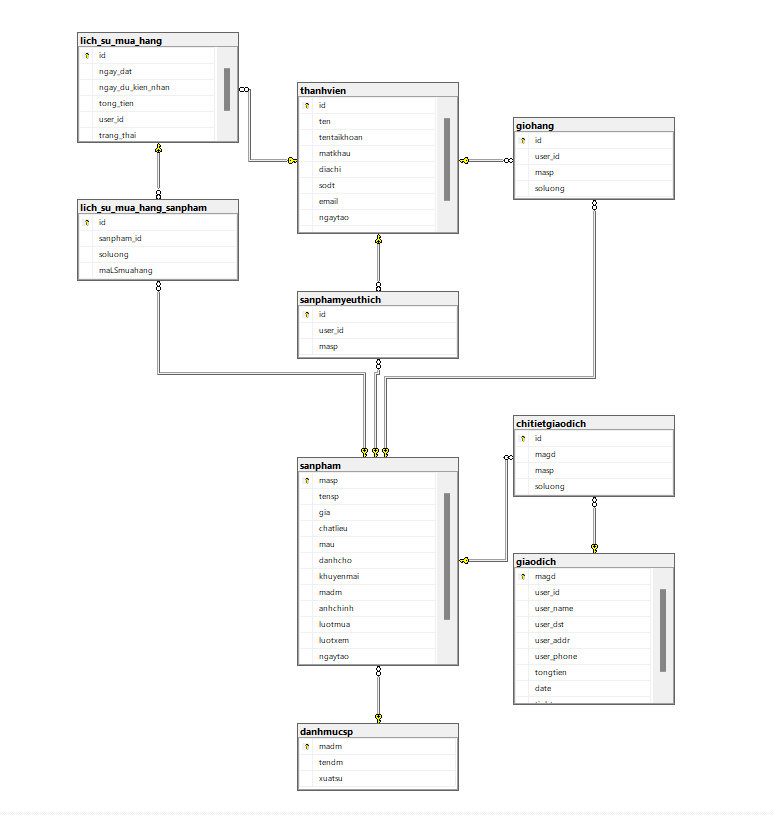 lich_su_mua_hang
id
ngay_dat
ngay_du_kien_nhan
tong_tien
user_id
trang_thai
thanhvien
id
ten
tentaikhoan
matkhau
diachi
sodt
email
ngaytao
giohang
id
user_id
masp
soluong
lich_su_mua_hang_sanpham
id
sanpham_id
soluong
maLSmuahang
sanphamyeuthich
id
user_id
masp
chitietgiaodich
id
magd
masp
soluong
sanpham
masp
tensp
gia
chatlieu
mau
danhcho
khuyenmai
madm
anhchinh
luotmua
luotxem
ngaytao
giaodich
magd
user_id
user_name
user_dst
user_addr
user_phone
tongtien
date
danhmucsp
madm
tendm
xuatsu